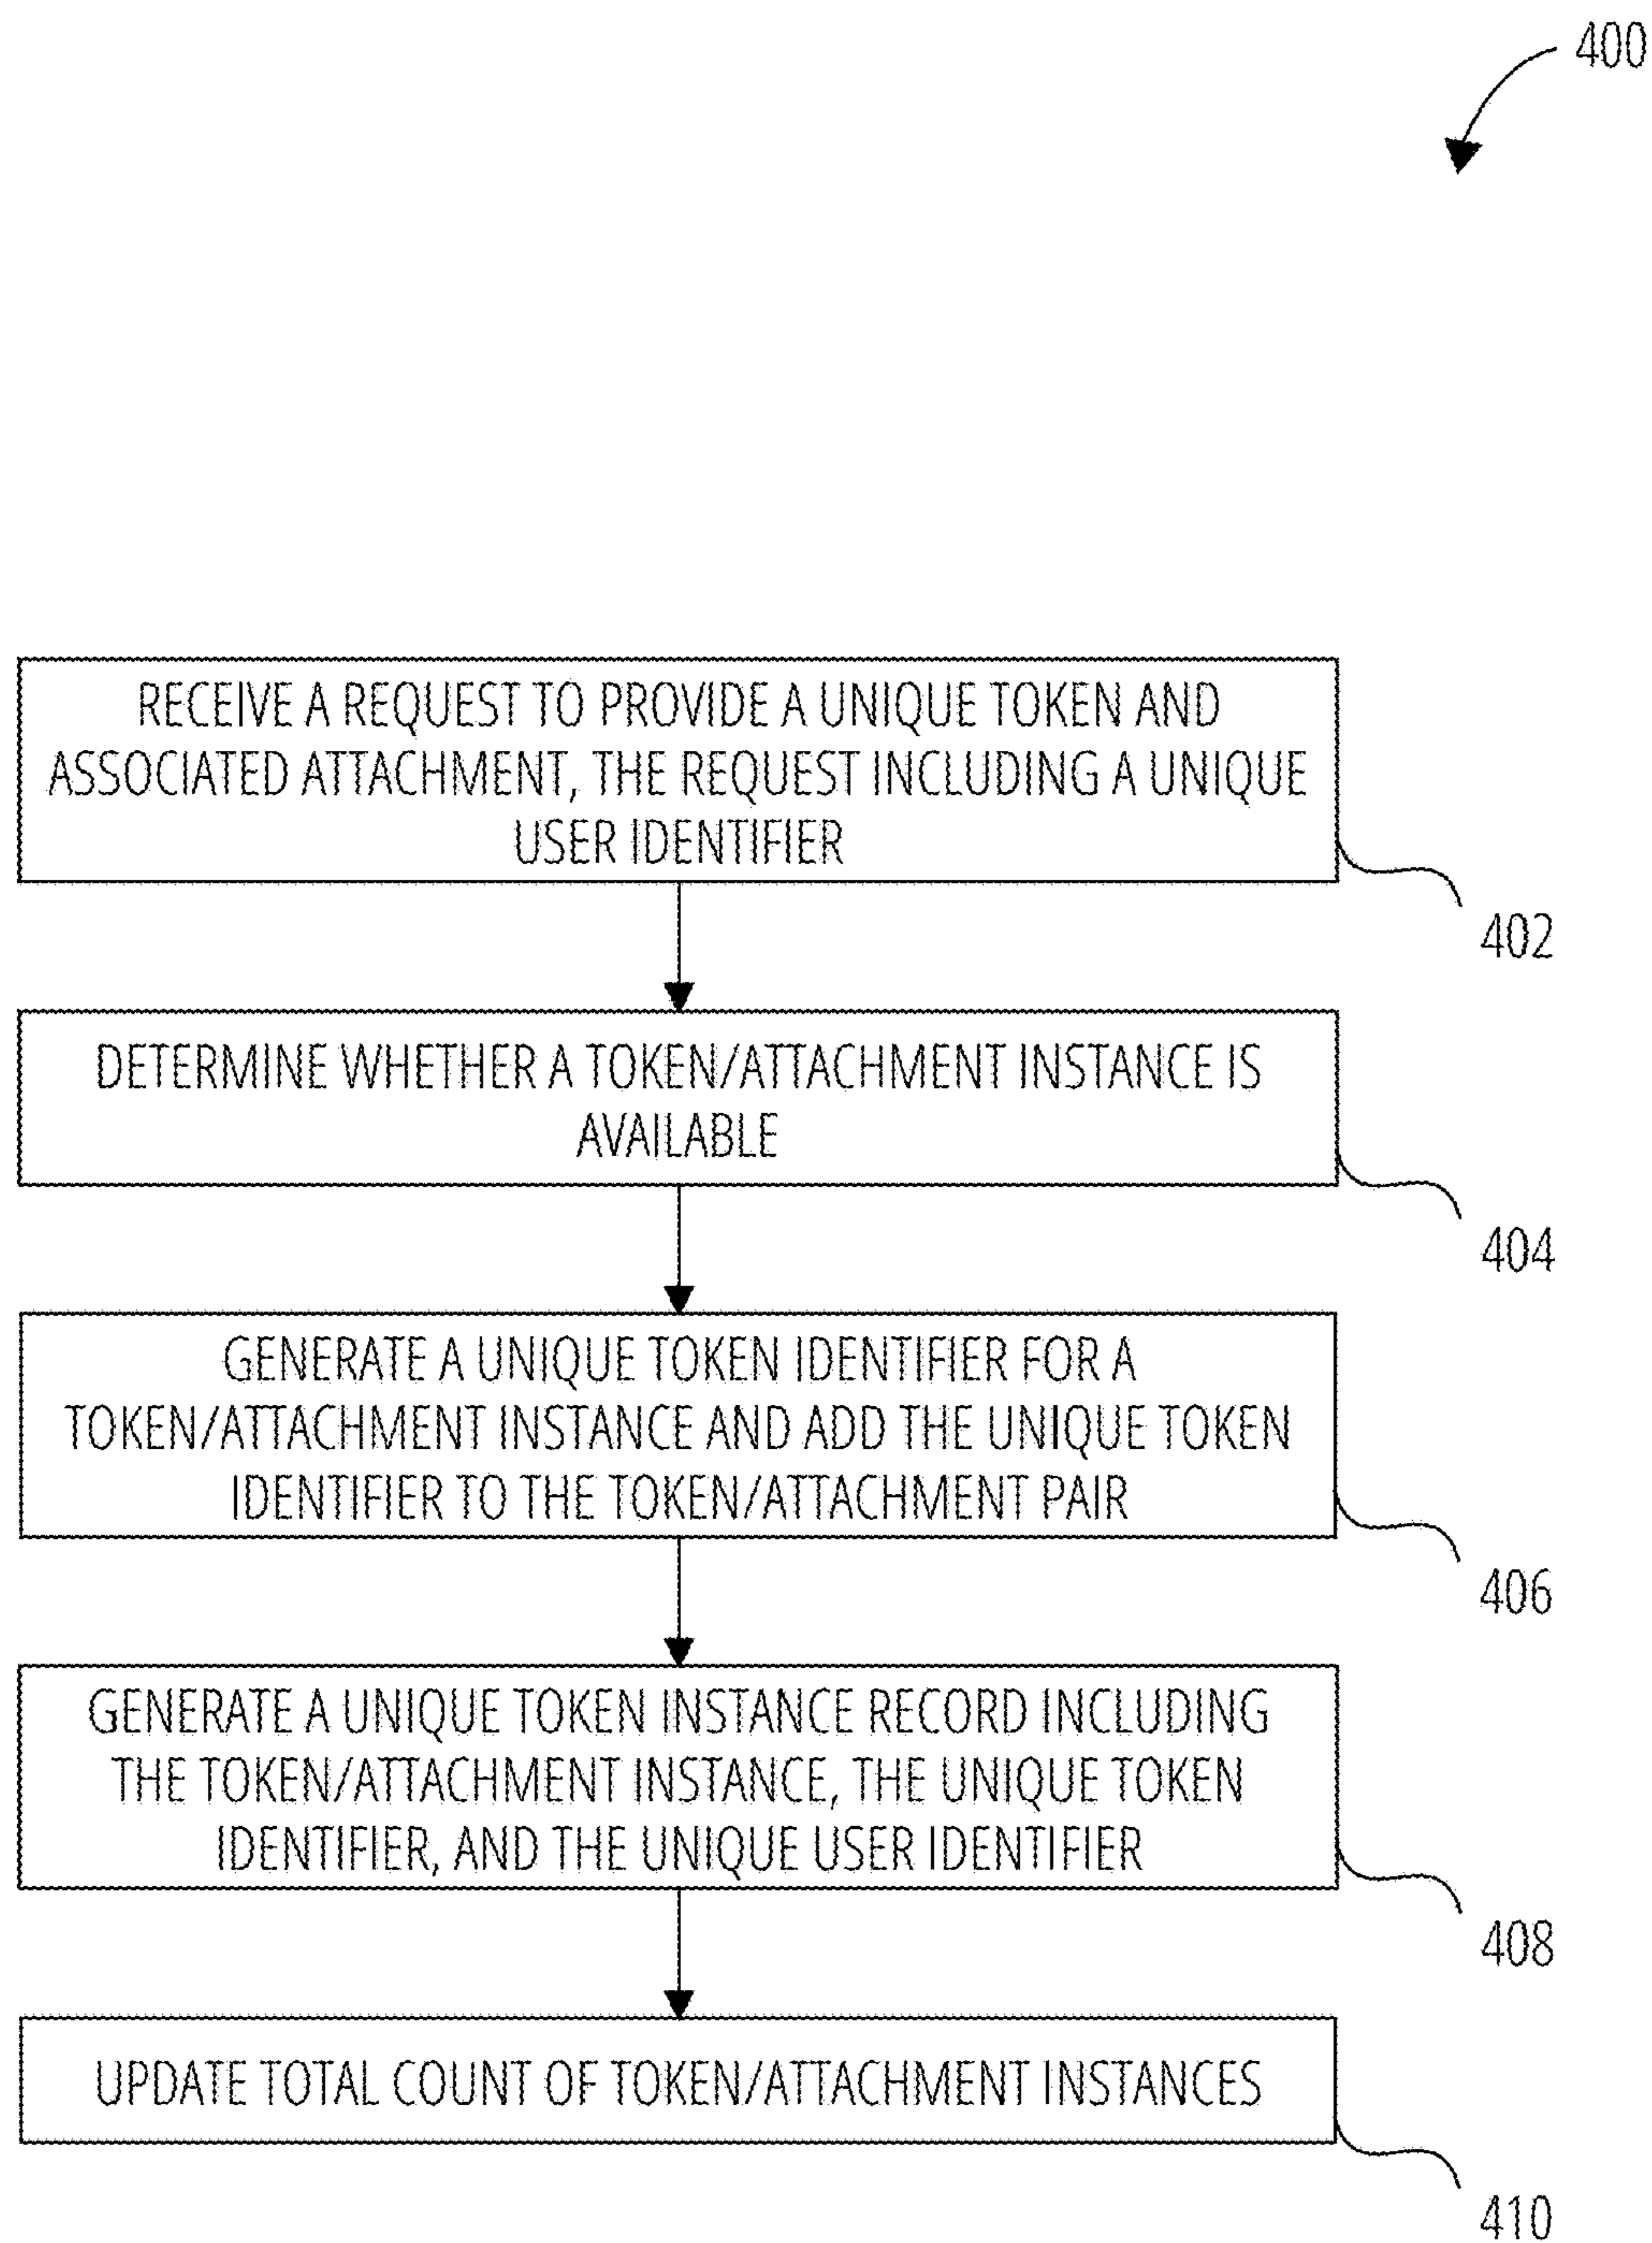 400
RECEIVE A REQUEST TO PROVIDE A UNIQUE TOKEN AND
ASSOCIATED ATTACHMENT, THE REQUEST INCLUDING A UNIQUE
USER IDENTIFIER
402
DETERMINE WHETHER A TOKEN/ATTACHMENT INSTANCE IS
AVAILABLE
404
GENERATE A UNIQUE TOKEN IDENTIFIER FOR A
TOKEN/ATTACHMENT INSTANCE AND ADD THE UNIQUE TOKEN
IDENTIFIER TO THE TOKEN/ATTACHMENT PAIR
406
GENERATE A UNIQUE TOKEN INSTANCE RECORD INCLUDING
THE TOKEN/ATTACHMENT INSTANCE, THE UNIQUE TOKEN
IDENTIFIER, AND THE UNIQUE USER IDENTIFIER
408
UPDATE TOTAL COUNT OF TOKEN/ATTACHMENT INSTANCES
410